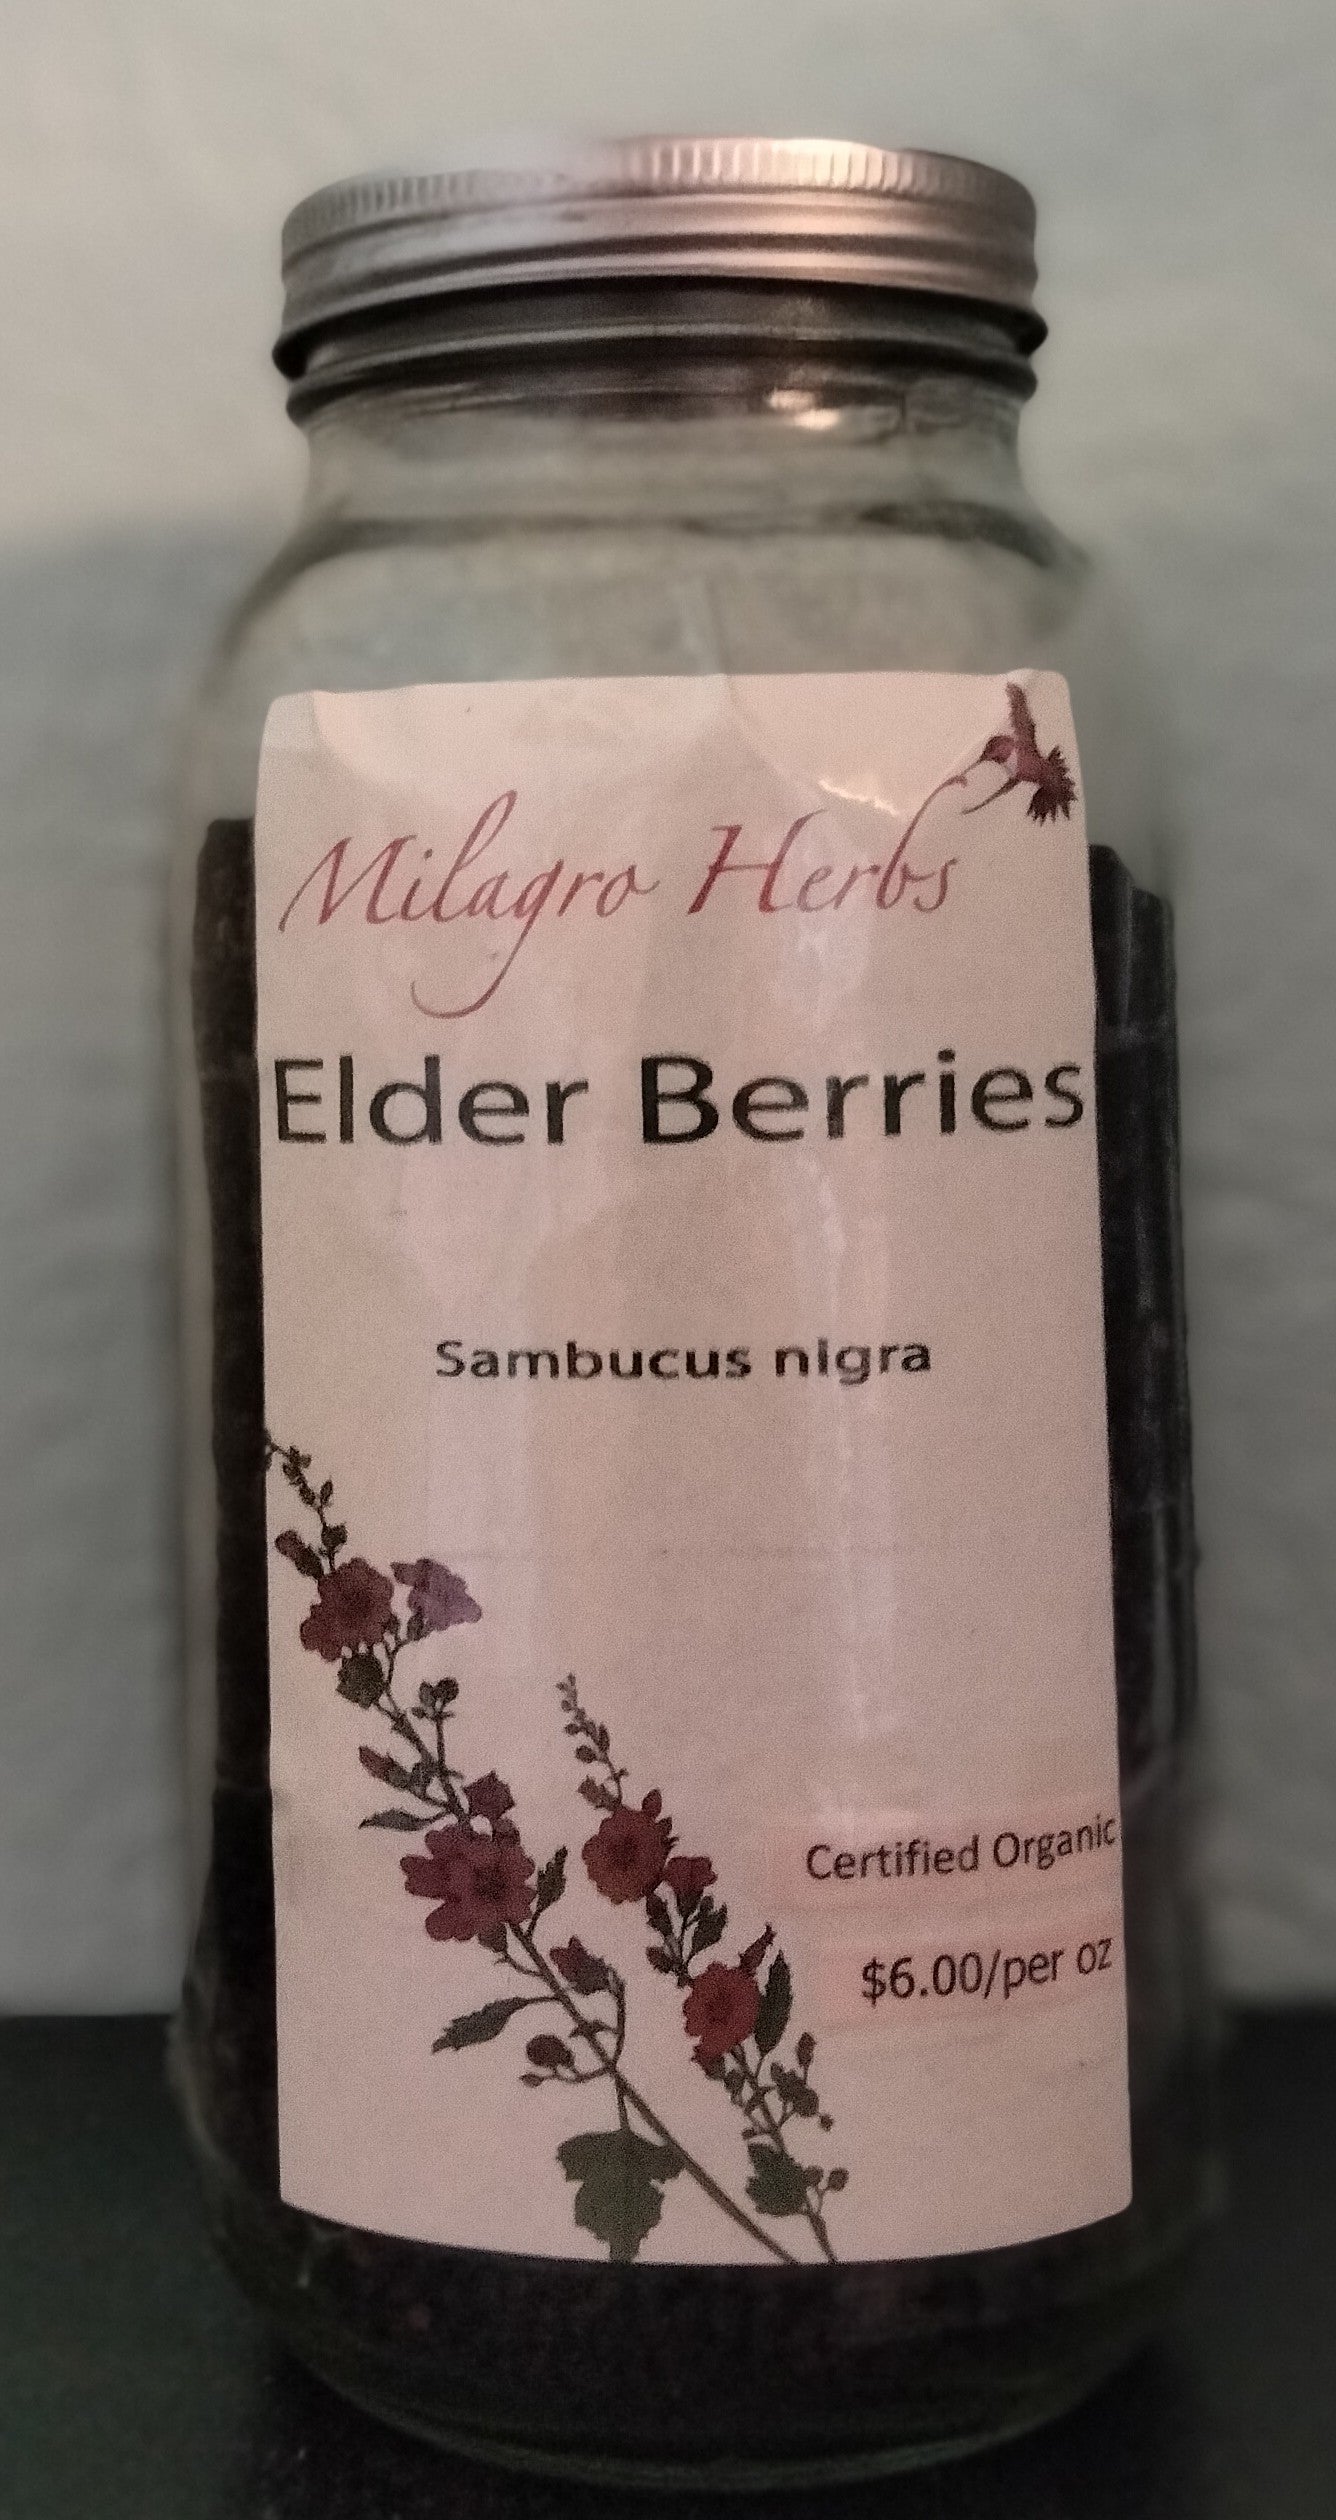 Milagro Herbs
Elder Berries
Sambucus nigra
Certified Organic
$6.00/per oz